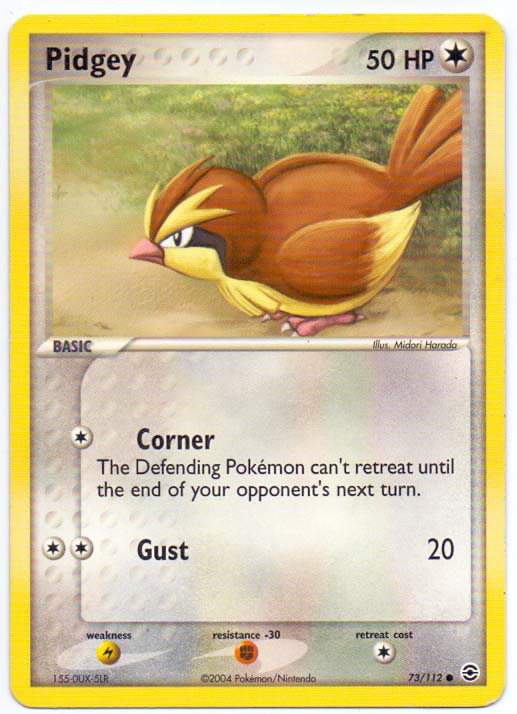 Pidgey 50 HP
BASIC
Illus. Midori Harada
Corner
The Defending Pokémon can't retreat until
the end of your opponent's next turn.
Gust 20
weakness resistance -30 retreat cost
155-0UX-5LR ©2004 Pokémon/Nintendo 73/112